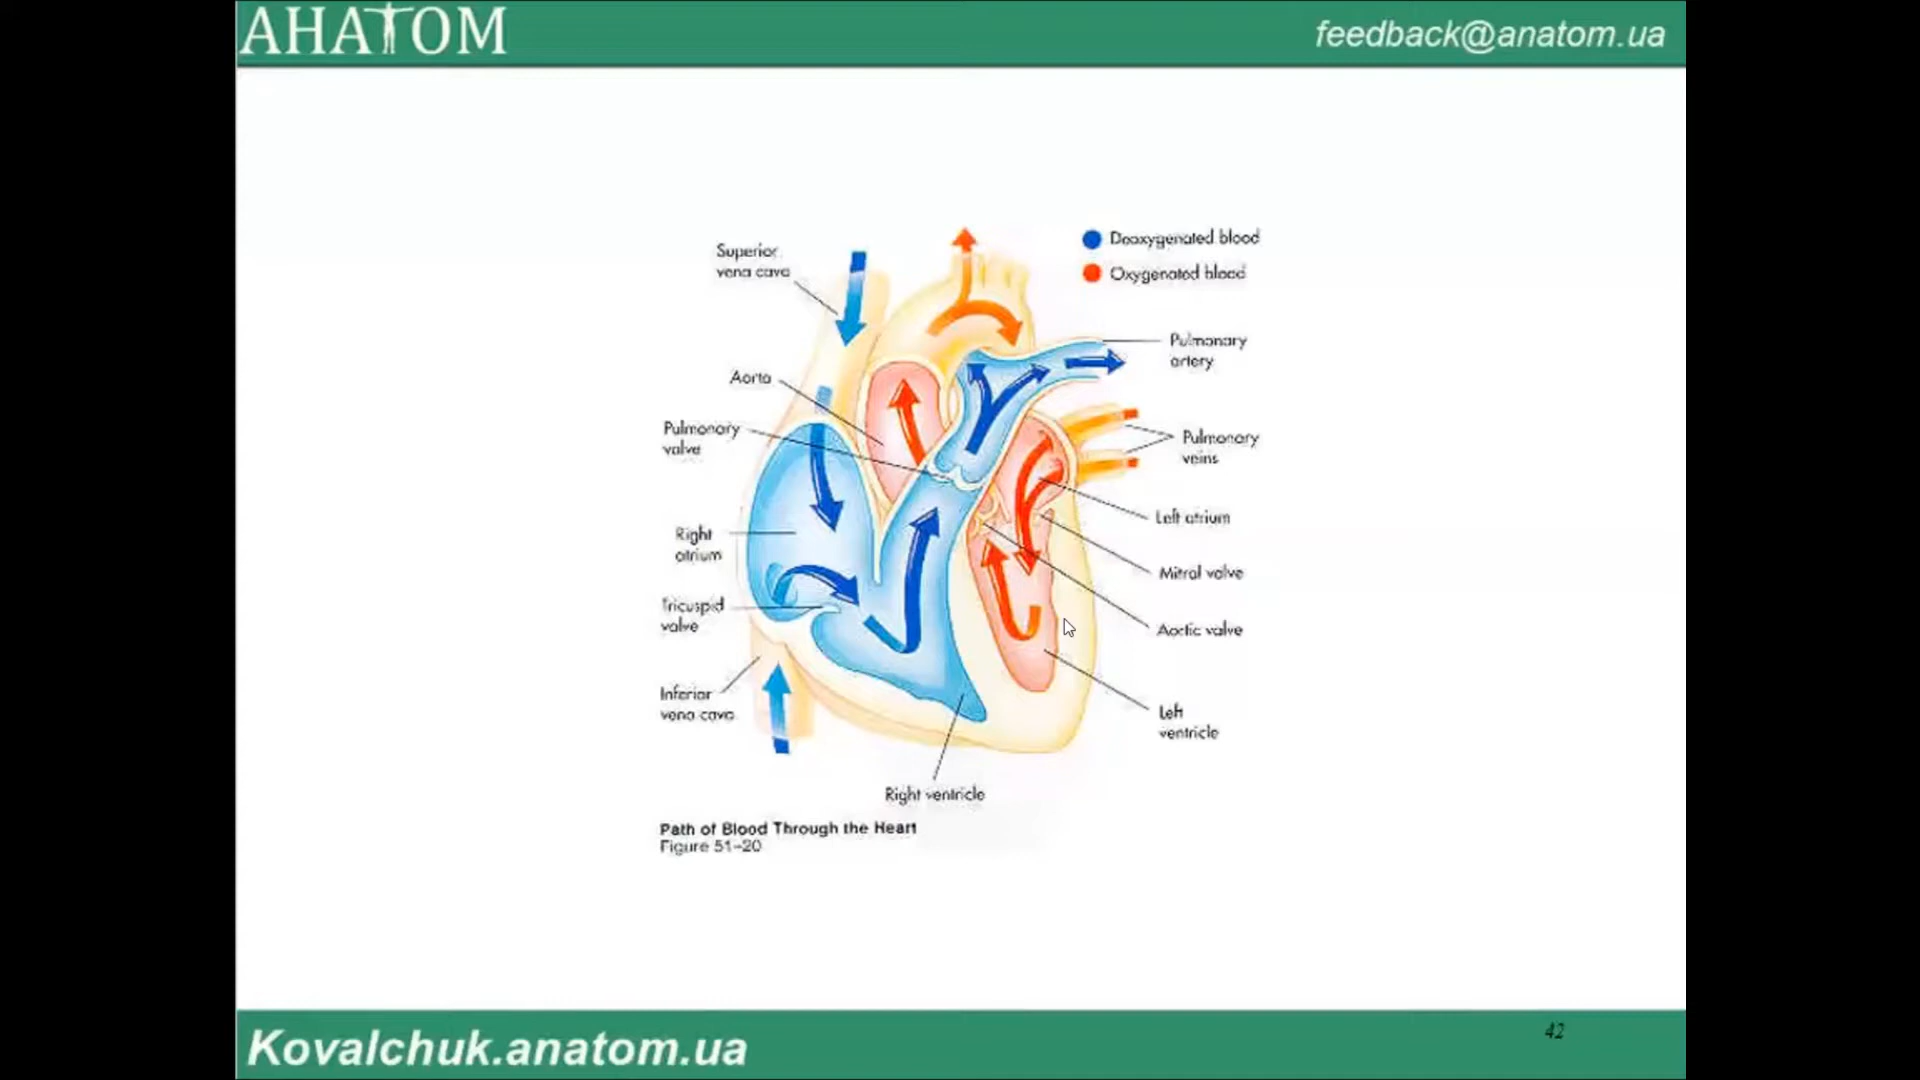 АНАТОМ
feedback@anatom.ua
Superior
vena cava
Deoxygenated blood
Oxygenated blood
Pulmonary
artery
Aorta
Pulmonary
valve
Pulmonary
veins
Left atrium
Right
atrium
Mitral valve
Tricuspid
valve
Aortic valve
Inferior
vena cava
Left
ventricle
Right ventricle
Path of Blood Through the Heart
Figure 51-20
42
Kovalchuk.anatom.ua